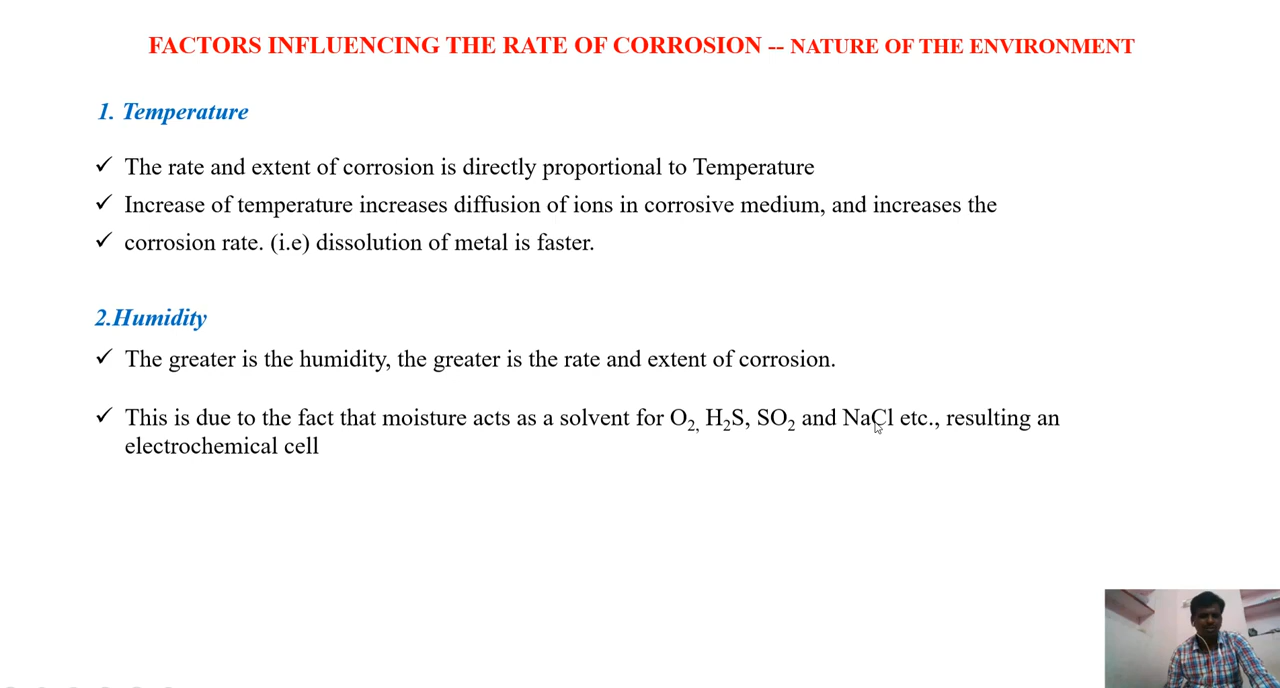 FACTORS INFLUENCING THE RATE OF CORROSION -- NATURE OF THE ENVIRONMENT
1. Temperature
✓ The rate and extent of corrosion is directly proportional to Temperature
✓ Increase of temperature increases diffusion of ions in corrosive medium, and increases the
✓ corrosion rate. (i.e) dissolution of metal is faster.
2.Humidity
✓ The greater is the humidity, the greater is the rate and extent of corrosion.
✓ This is due to the fact that moisture acts as a solvent for O₂, H₂S, SO₂ and NaCl etc., resulting an
electrochemical cell